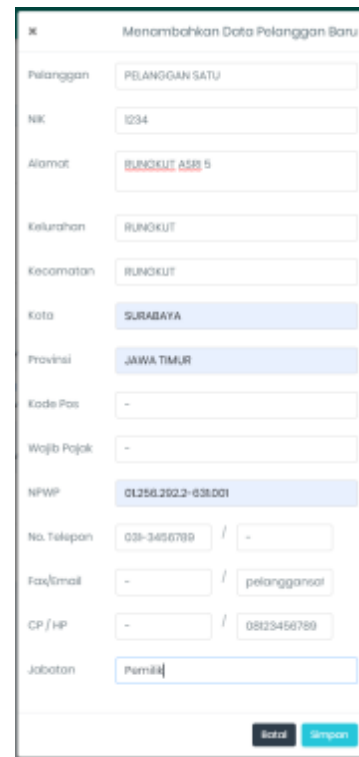 × Menambahkan Data Pelanggan Baru
Pelanggan PELANGGAN SATU
NIK 1234
Alamat RUNGKUT ASRI 5
Kelurahan RUNGKUT
Kecamatan RUNGKUT
Kota SURABAYA
Provinsi JAWA TIMUR
Kode Pos -
Wajib Pajak -
NPWP 01.256.292.2-631.001
No. Telepon 031-3456789 / -
Fax/Email - / pelanggansat
CP / HP - / 08123456789
Jabatan Pemilik
Batal Simpan